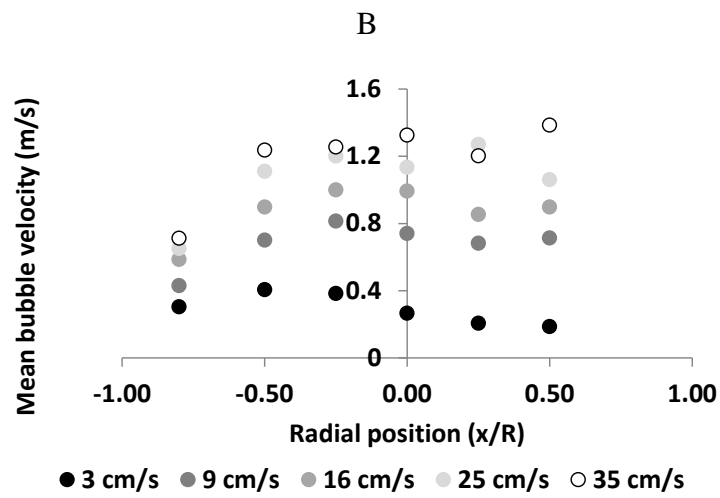 B
Mean bubble velocity (m/s)
1.6
1.2
0.8
0.4
0
-1.00
-0.50
0.00
0.50
1.00
Radial position (x/R)
3 cm/s
9 cm/s
16 cm/s
25 cm/s
35 cm/s